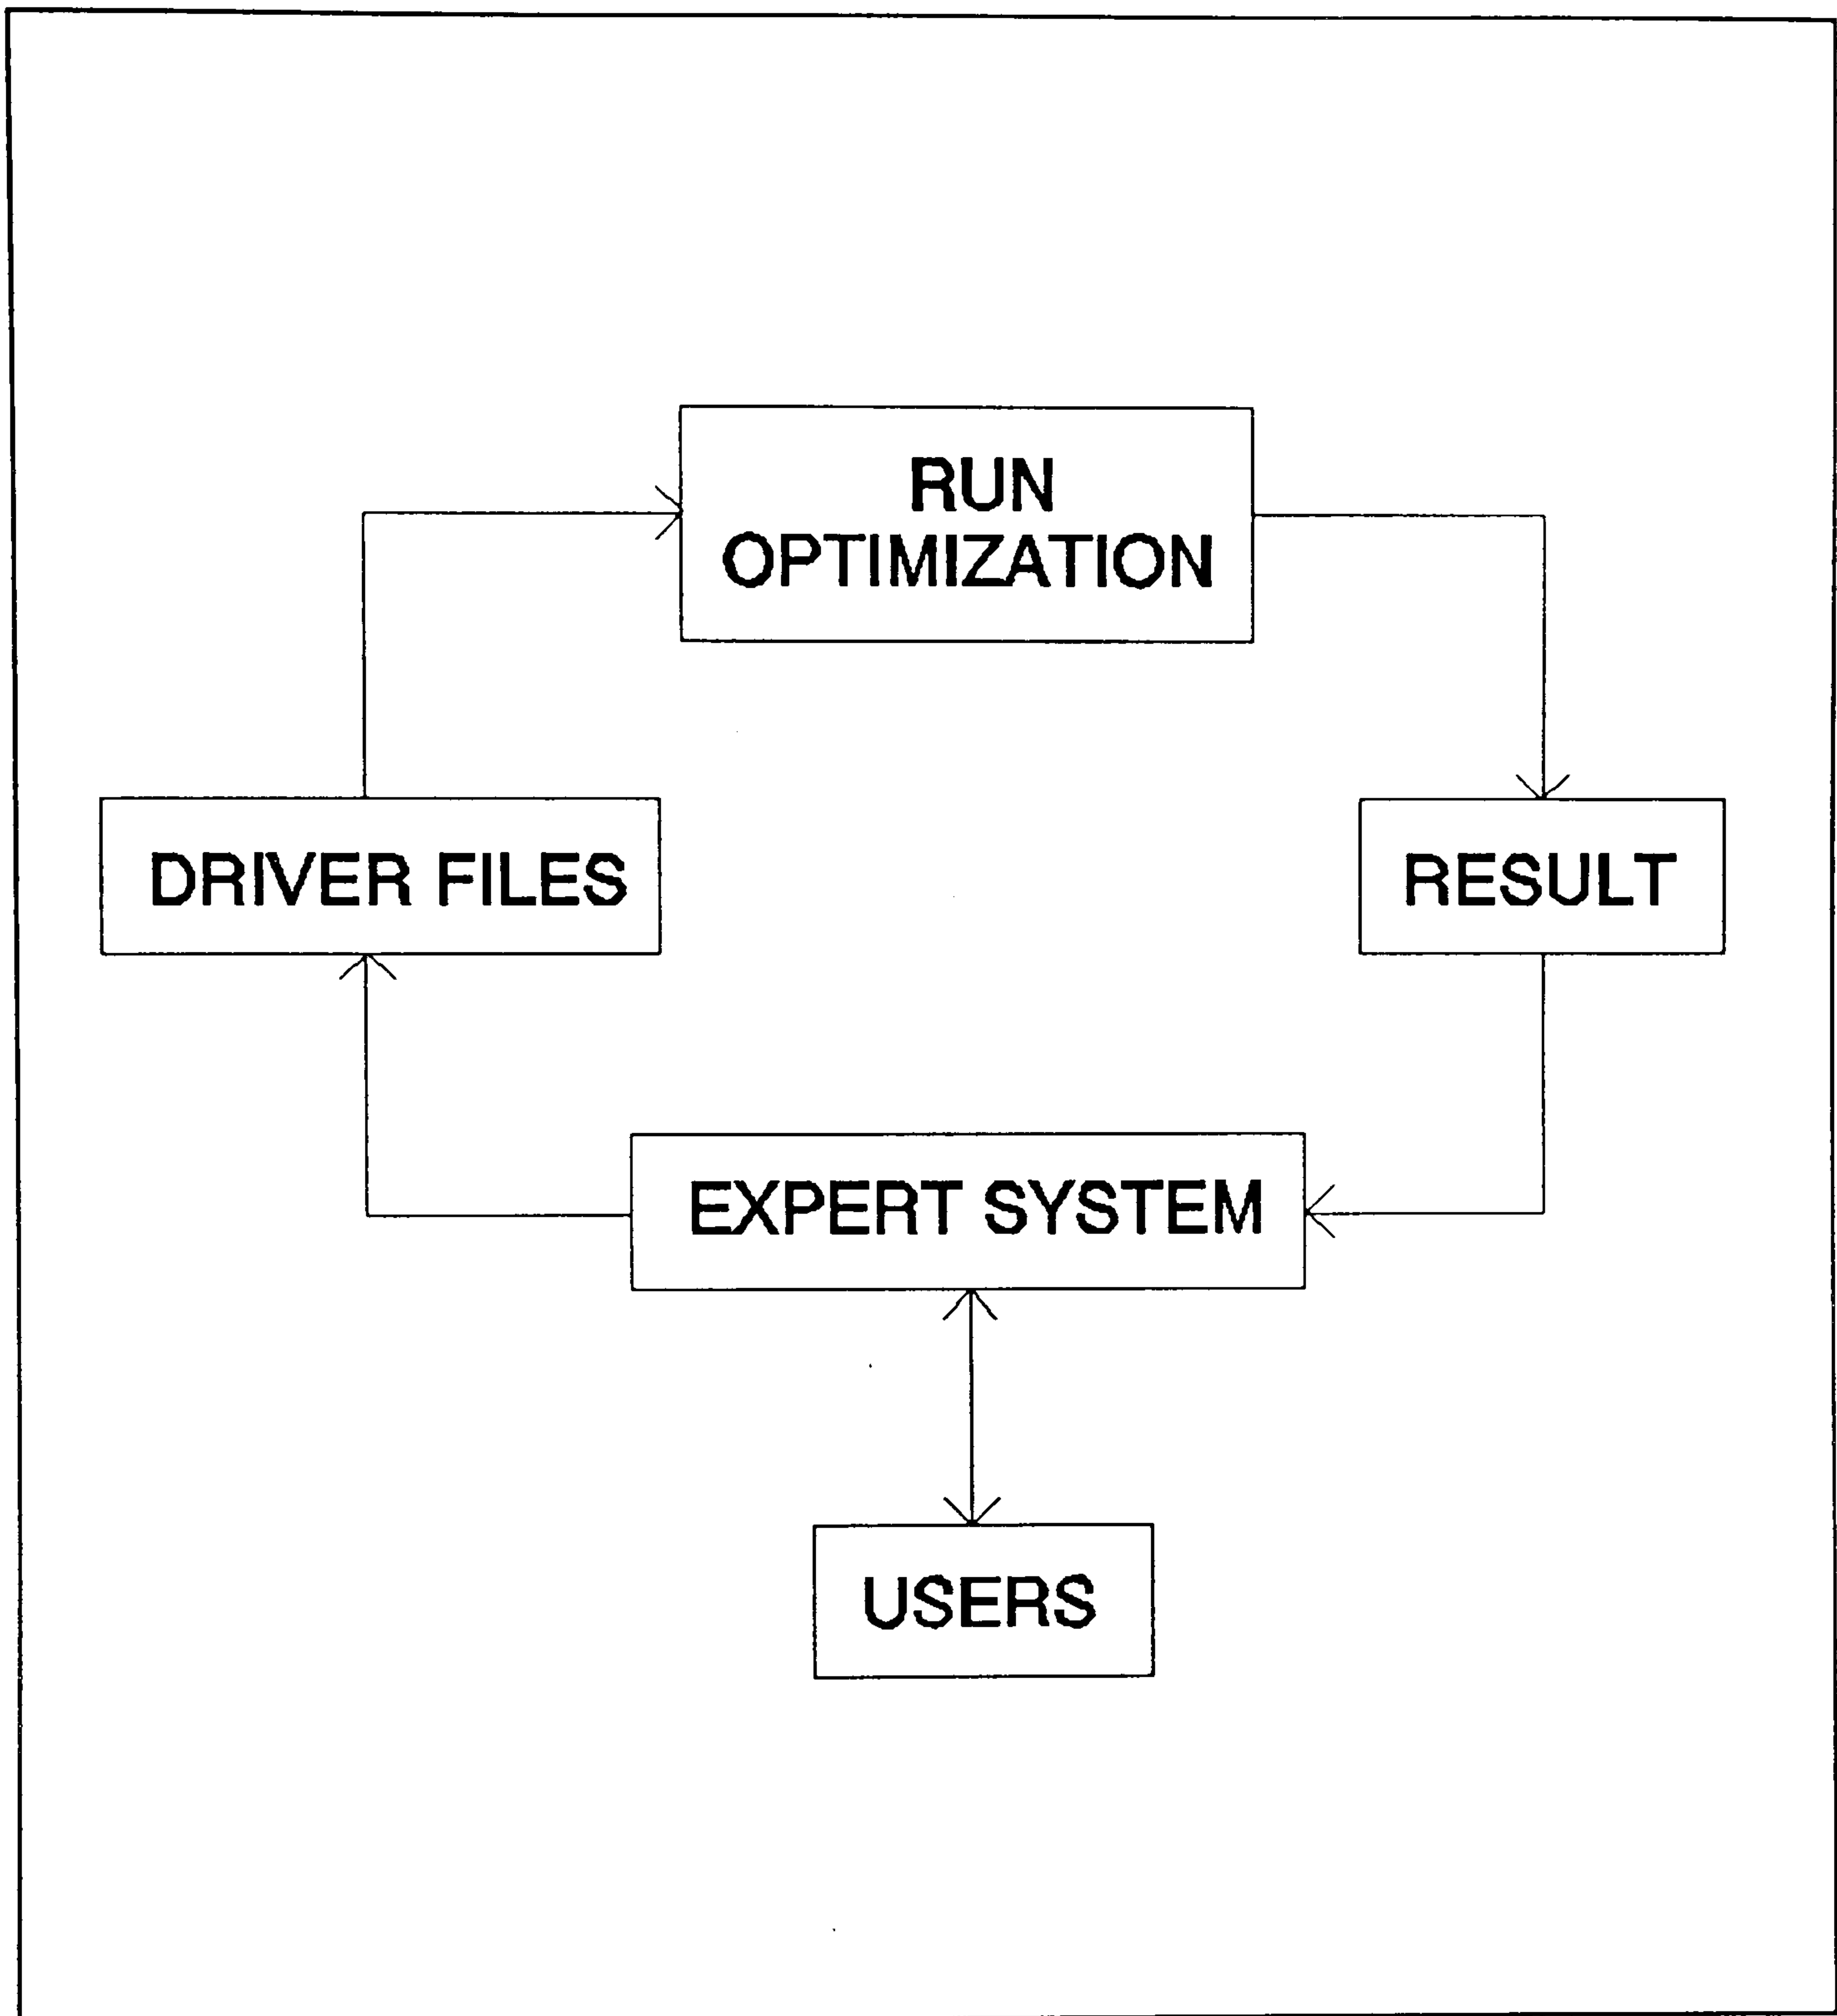 RUN
OPTIMIZATION
DRIVER FILES
RESULT
EXPERT SYSTEM
USERS